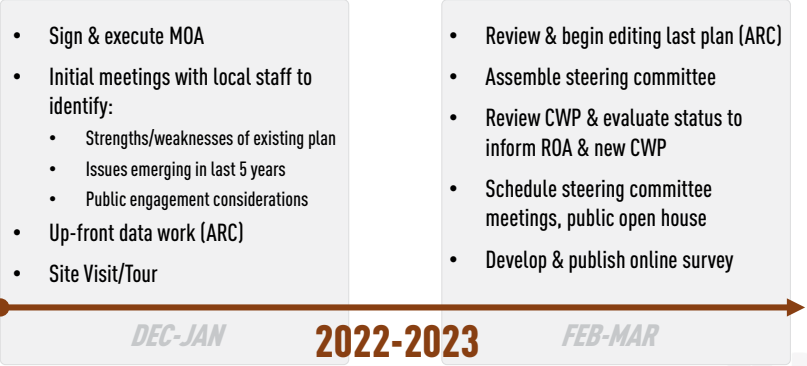 • Sign & execute MOA
• Initial meetings with local staff to
identify:
• Strengths/weaknesses of existing plan
• Issues emerging in last 5 years
• Public engagement considerations
• Up-front data work (ARC)
• Site Visit/Tour
DEC-JAN
• Review & begin editing last plan (ARC)
• Assemble steering committee
• Review CWP & evaluate status to
inform ROA & new CWP
• Schedule steering committee
meetings, public open house
• Develop & publish online survey
FEB-MAR
2022-2023